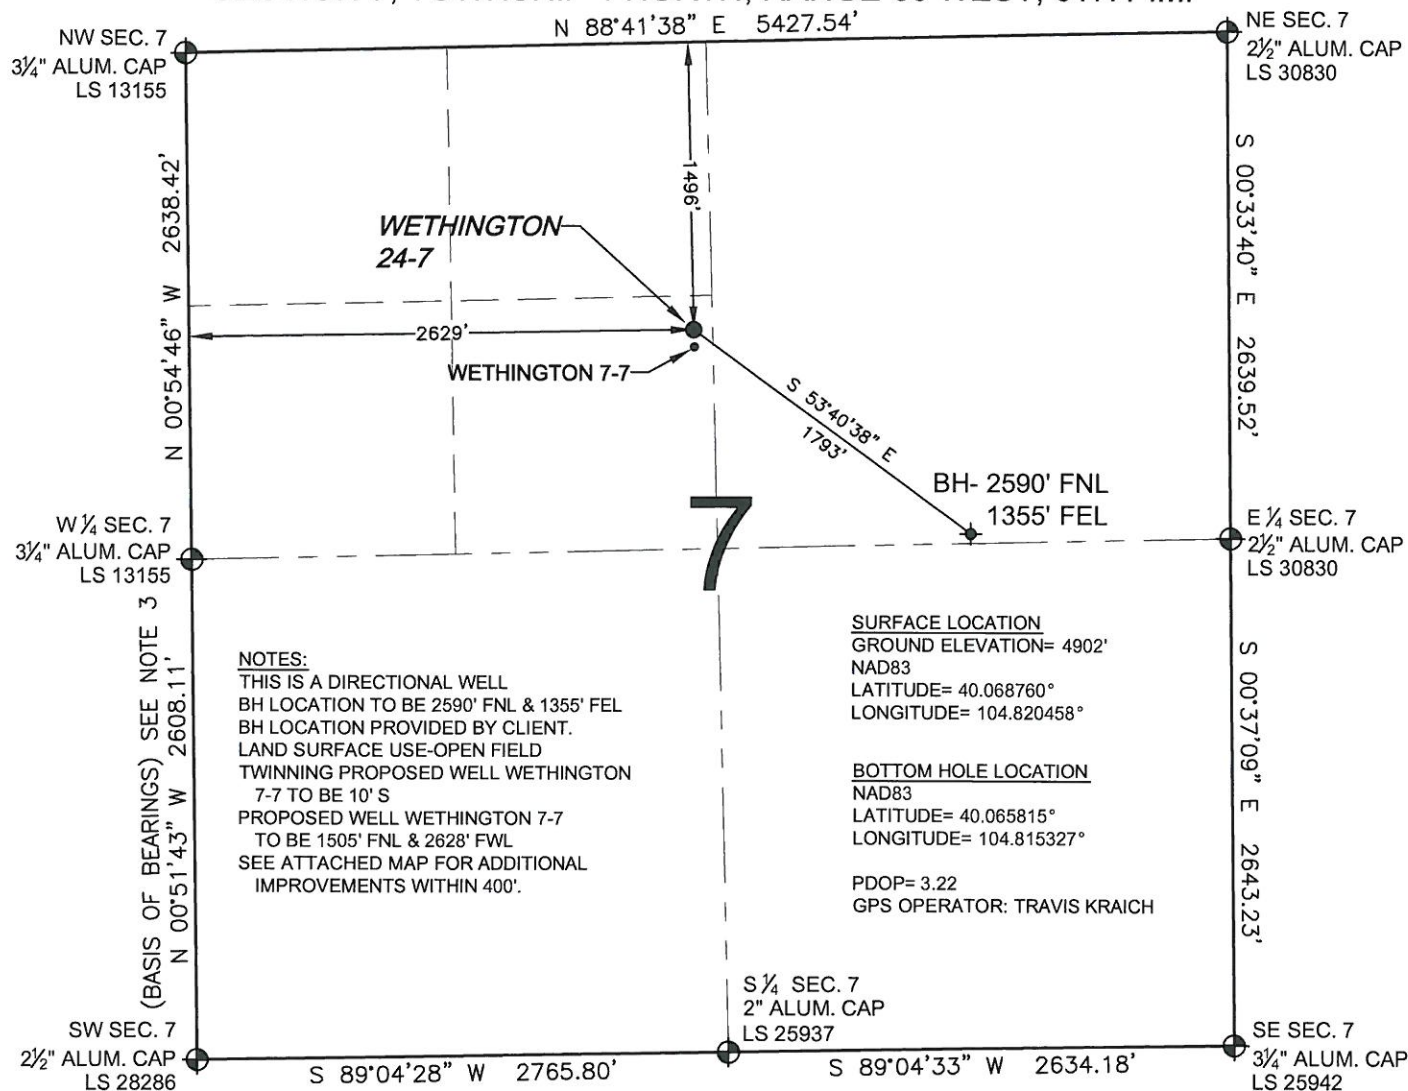 N 88°41'38" E 5427.54'
NW SEC. 7
3¼" ALUM. CAP
LS 13155
NE SEC. 7
2½" ALUM. CAP
LS 30830
N 00°54'46" W 2638.42'
1496'
S 00°33'40" E 2639.52'
WETHINGTON
24-7
2629'
WETHINGTON 7-7
S 53°40'38" E
1793'
BH- 2590' FNL
1355' FEL
7
W ¼ SEC. 7
3¼" ALUM. CAP
LS 13155
E ¼ SEC. 7
2½" ALUM. CAP
LS 30830
(BASIS OF BEARINGS) SEE NOTE 3
N 00°51'43" W 2608.11'
NOTES:
THIS IS A DIRECTIONAL WELL
BH LOCATION TO BE 2590' FNL & 1355' FEL
BH LOCATION PROVIDED BY CLIENT.
LAND SURFACE USE-OPEN FIELD
TWINNING PROPOSED WELL WETHINGTON
7-7 TO BE 10' S
PROPOSED WELL WETHINGTON 7-7
TO BE 1505' FNL & 2628' FWL
SEE ATTACHED MAP FOR ADDITIONAL
IMPROVEMENTS WITHIN 400'.
SURFACE LOCATION
GROUND ELEVATION= 4902'
NAD83
LATITUDE= 40.068760°
LONGITUDE= 104.820458°
BOTTOM HOLE LOCATION
NAD83
LATITUDE= 40.065815°
LONGITUDE= 104.815327°
PDOP= 3.22
GPS OPERATOR: TRAVIS KRAICH
S 00°37'09" E 2643.23'
S ¼ SEC. 7
2" ALUM. CAP
LS 25937
SW SEC. 7
2½" ALUM. CAP
LS 28286
S 89°04'28" W 2765.80'
S 89°04'33" W 2634.18'
SE SEC. 7
3¼" ALUM. CAP
LS 25942